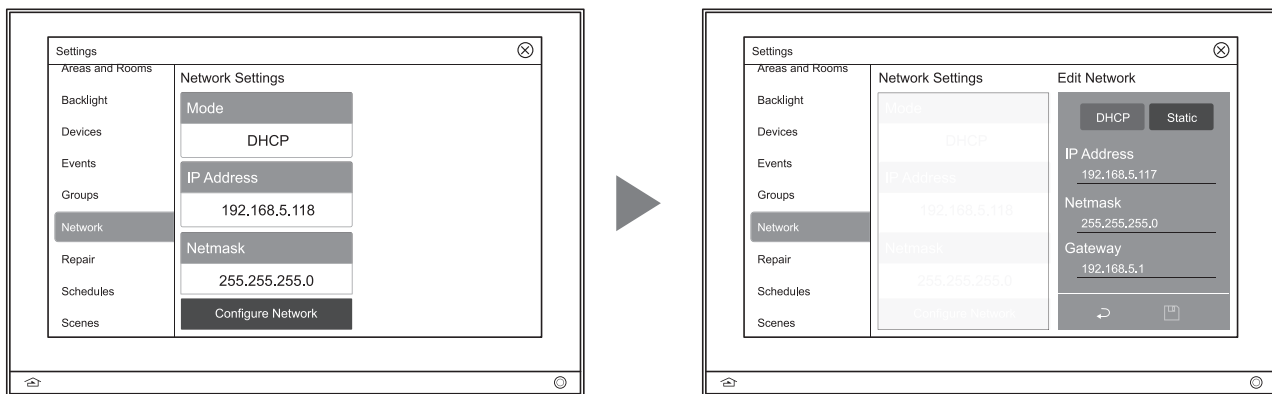 Settings
Areas and Rooms
Backlight
Devices
Events
Groups
Network
Repair
Schedules
Scenes
Network Settings
Mode
DHCP
IP Address
192.168.5.118
Netmask
255.255.255.0
Configure Network
Settings
Areas and Rooms
Backlight
Devices
Events
Groups
Network
Repair
Schedules
Scenes
Network Settings
Mode
DHCP
IP Address
192.168.5.118
Netmask
255.255.255.0
Configure Network
Edit Network
DHCP Static
IP Address
192.168.5.117
Netmask
255.255.255.0
Gateway
192.168.5.1